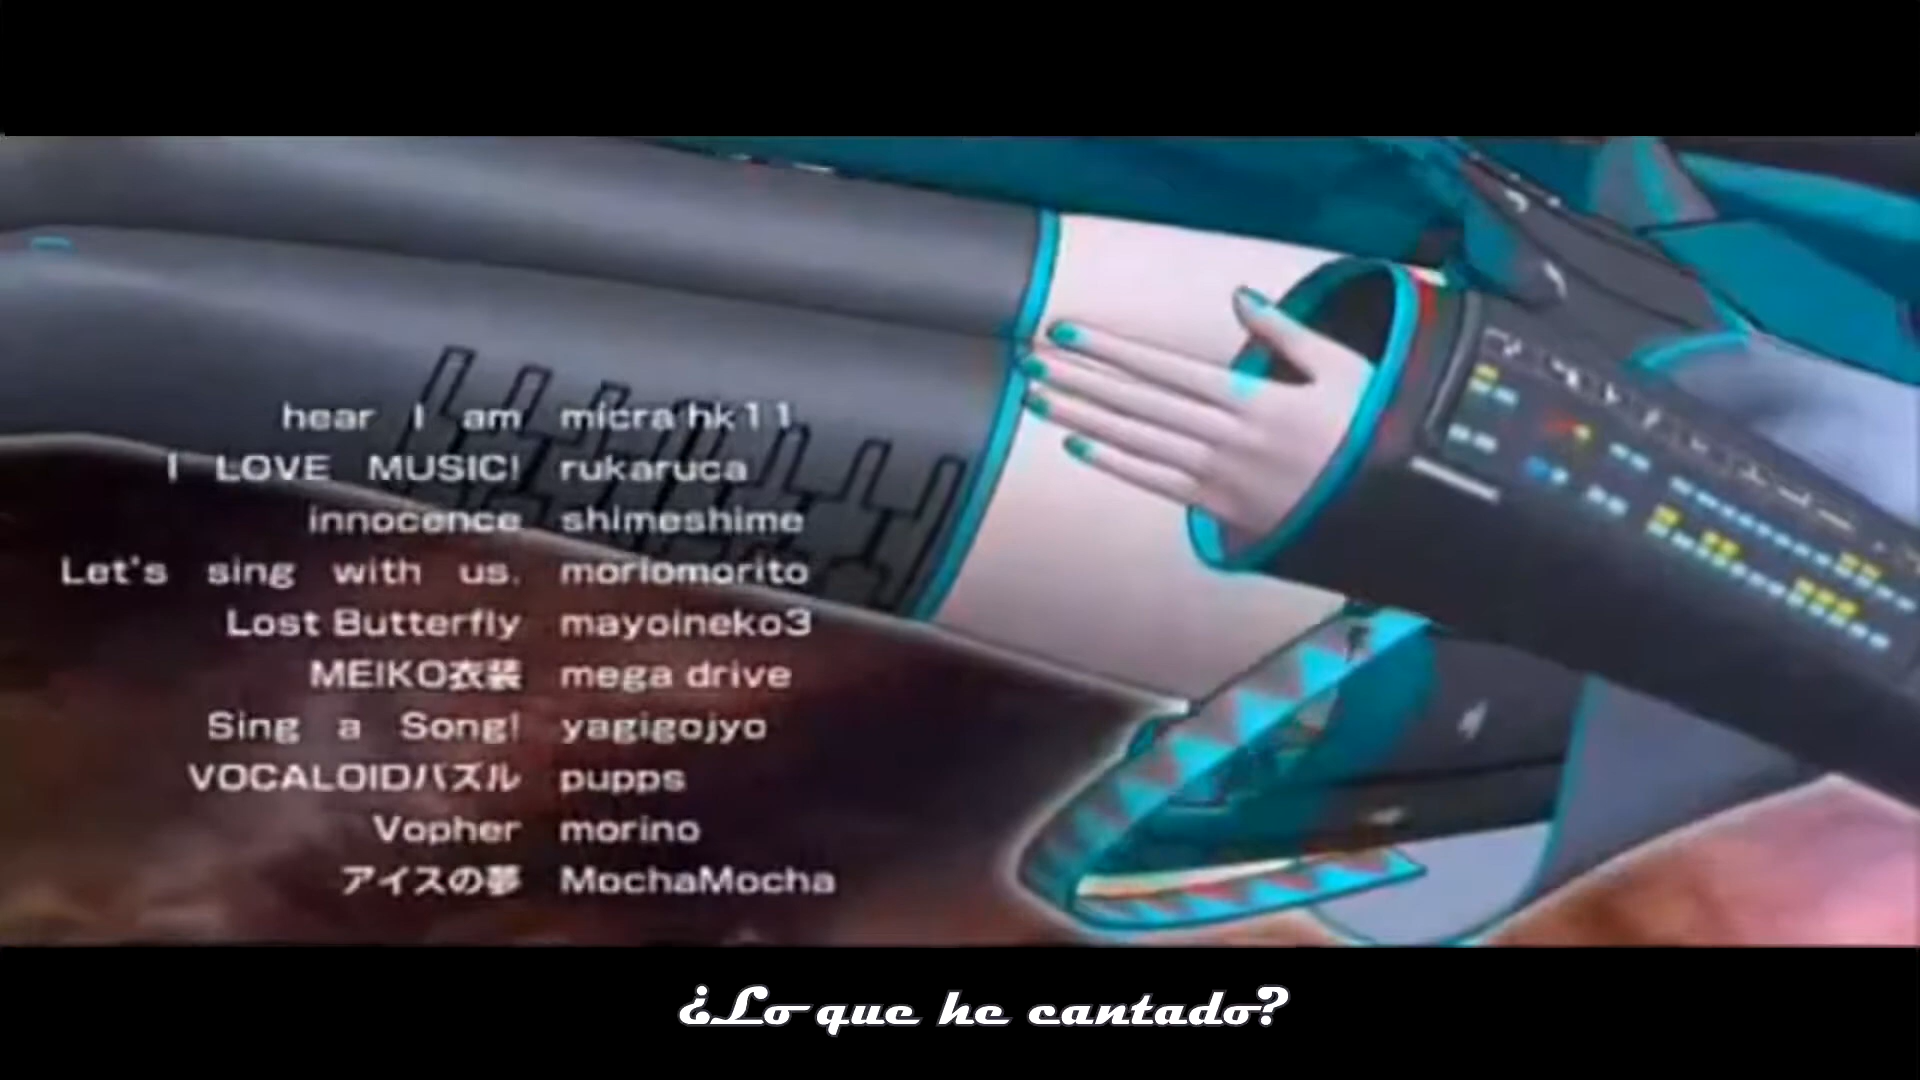 hear I am micra hk11
I LOVE MUSIC! rukaruca
innocence shimeshime
Let's sing with us. moriomorito
Lost Butterfly mayoineko3
MEIKO衣装 mega drive
Sing a Song! yagigojyo
VOCALOIDパズル pupps
Vopher morino
アイスの夢 MochaMocha
¿Lo que he cantado?